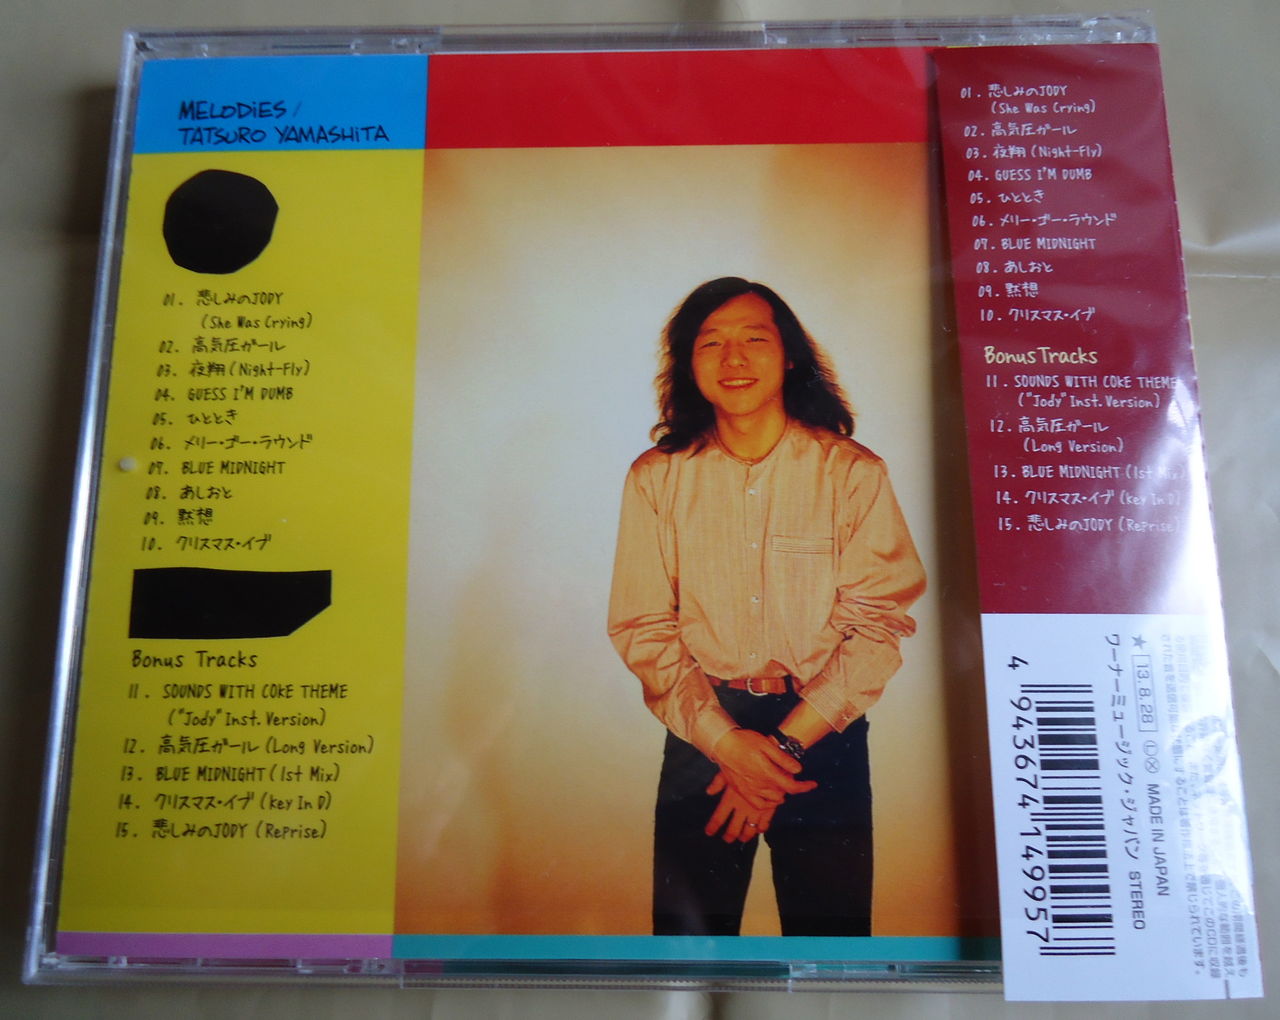 MELODiES /
TATSURO YAMASHiTA
01. 悲しみのJODY
(She Was Crying)
02. 高気圧ガール
03. 夜翔 (Night-Fly)
04. GUESS I'M DUMB
05. ひととき
06. メリー・ゴー・ラウンド
07. BLUE MIDNIGHT
08. あしおと
09. 黙想
10. クリスマス・イブ
Bonus Tracks
11. SOUNDS WITH COKE THEME
("Jody" Inst. Version)
12. 高気圧ガール (Long Version)
13. BLUE MIDNIGHT (1st Mix)
14. クリスマス・イブ (Key In D)
15. 悲しみのJODY (Reprise)
01. 悲しみのJODY
(She Was Crying)
02. 高気圧ガール
03. 夜翔 (Night-Fly)
04. GUESS I'M DUMB
05. ひととき
06. メリー・ゴー・ラウンド
07. BLUE MIDNIGHT
08. あしおと
09. 黙想
10. クリスマス・イブ
Bonus Tracks
11. SOUNDS WITH COKE THEME
("Jody" Inst. Version)
12. 高気圧ガール
(Long Version)
13. BLUE MIDNIGHT (1st Mix)
14. クリスマス・イブ (Key In D)
15. 悲しみのJODY (Reprise)
★ 13.8.28 Ⓛ Ⓧ MADE IN JAPAN
ワーナーミュージック・ジャパン STEREO
4 943674 149957